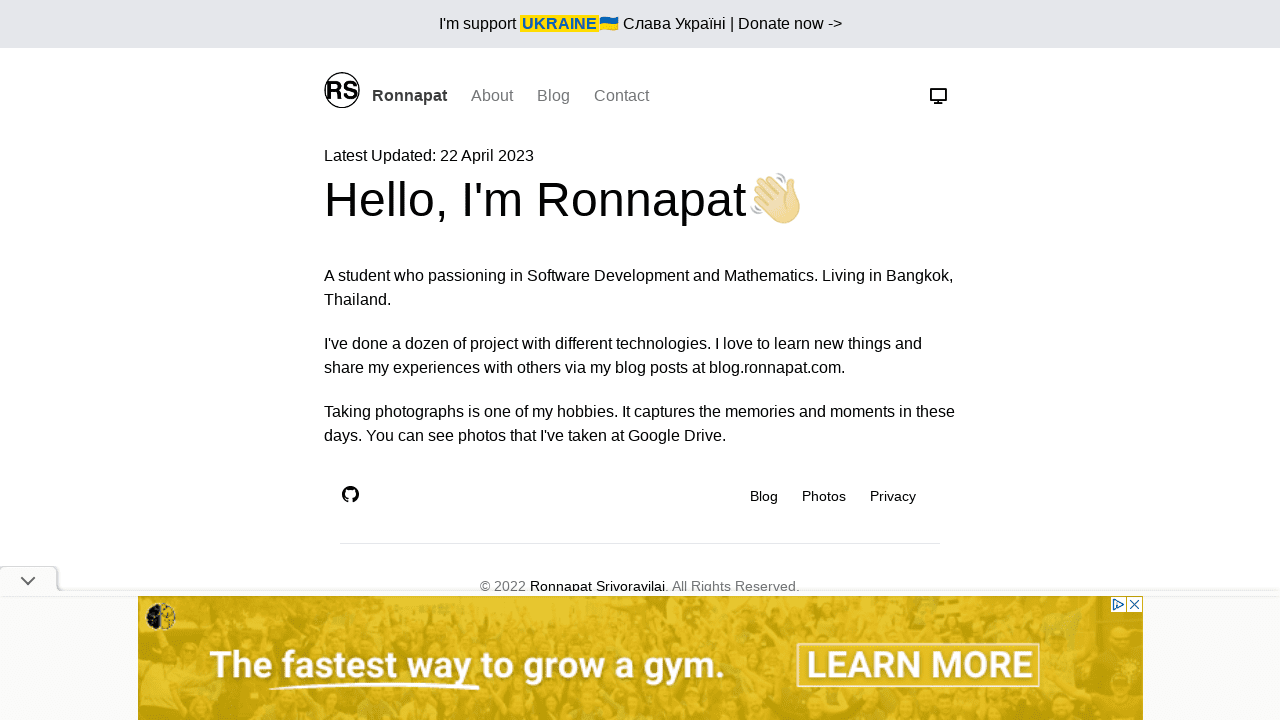 I'm support UKRAINE🇺🇦 Слава Україні | Donate now ->
RS
Ronnapat About Blog Contact
Latest Updated: 22 April 2023
Hello, I'm Ronnapat👋
A student who passioning in Software Development and Mathematics. Living in Bangkok,
Thailand.
I've done a dozen of project with different technologies. I love to learn new things and
share my experiences with others via my blog posts at blog.ronnapat.com.
Taking photographs is one of my hobbies. It captures the memories and moments in these
days. You can see photos that I've taken at Google Drive.
Blog Photos Privacy
© 2022 Ronnapat Srivoravilai. All Rights Reserved.
The fastest way to grow a gym.
LEARN MORE